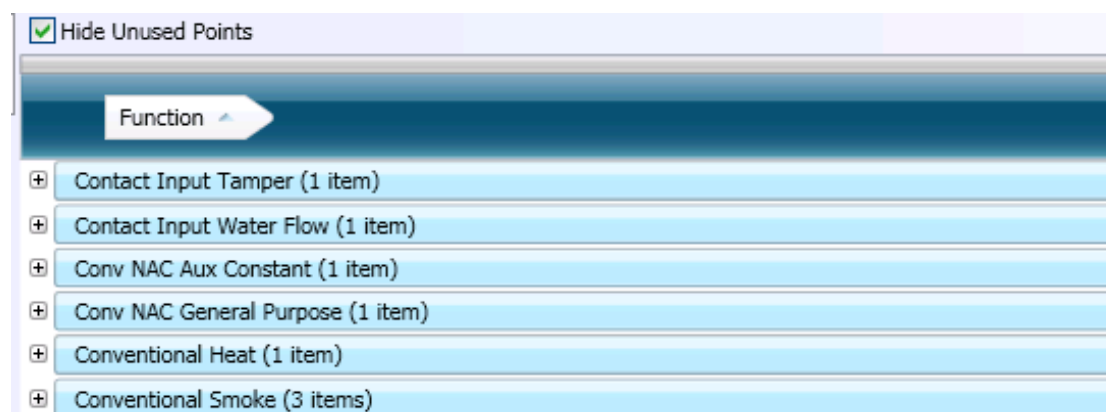 Hide Unused Points
Function
Contact Input Tamper (1 item)
Contact Input Water Flow (1 item)
Conv NAC Aux Constant (1 item)
Conv NAC General Purpose (1 item)
Conventional Heat (1 item)
Conventional Smoke (3 items)